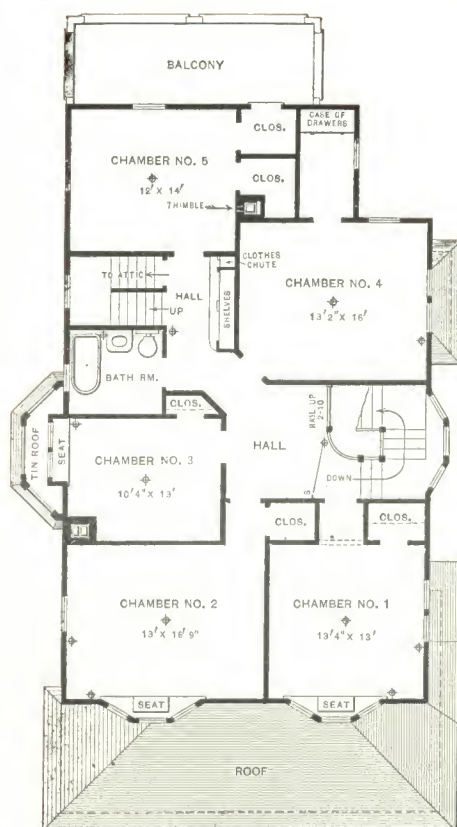 BALCONY
CLOS.
CASE OF
DRAWERS
CHAMBER NO. 5
12' X 14'
CLOS.
THIMBLE
CLOTHES
CHUTE
TO ATTIC
HALL
UP
SHELVES
CHAMBER NO. 4
13'2" X 16'
BATH RM.
CLOS.
RAIL UP
2-10
HALL
TIN ROOF
SEAT
CHAMBER NO. 3
10'4" X 13'
S
DOWN
CLOS.
CLOS.
CHAMBER NO. 2
13' X 16'9"
CHAMBER NO. 1
13'4" X 13'
SEAT
SEAT
ROOF